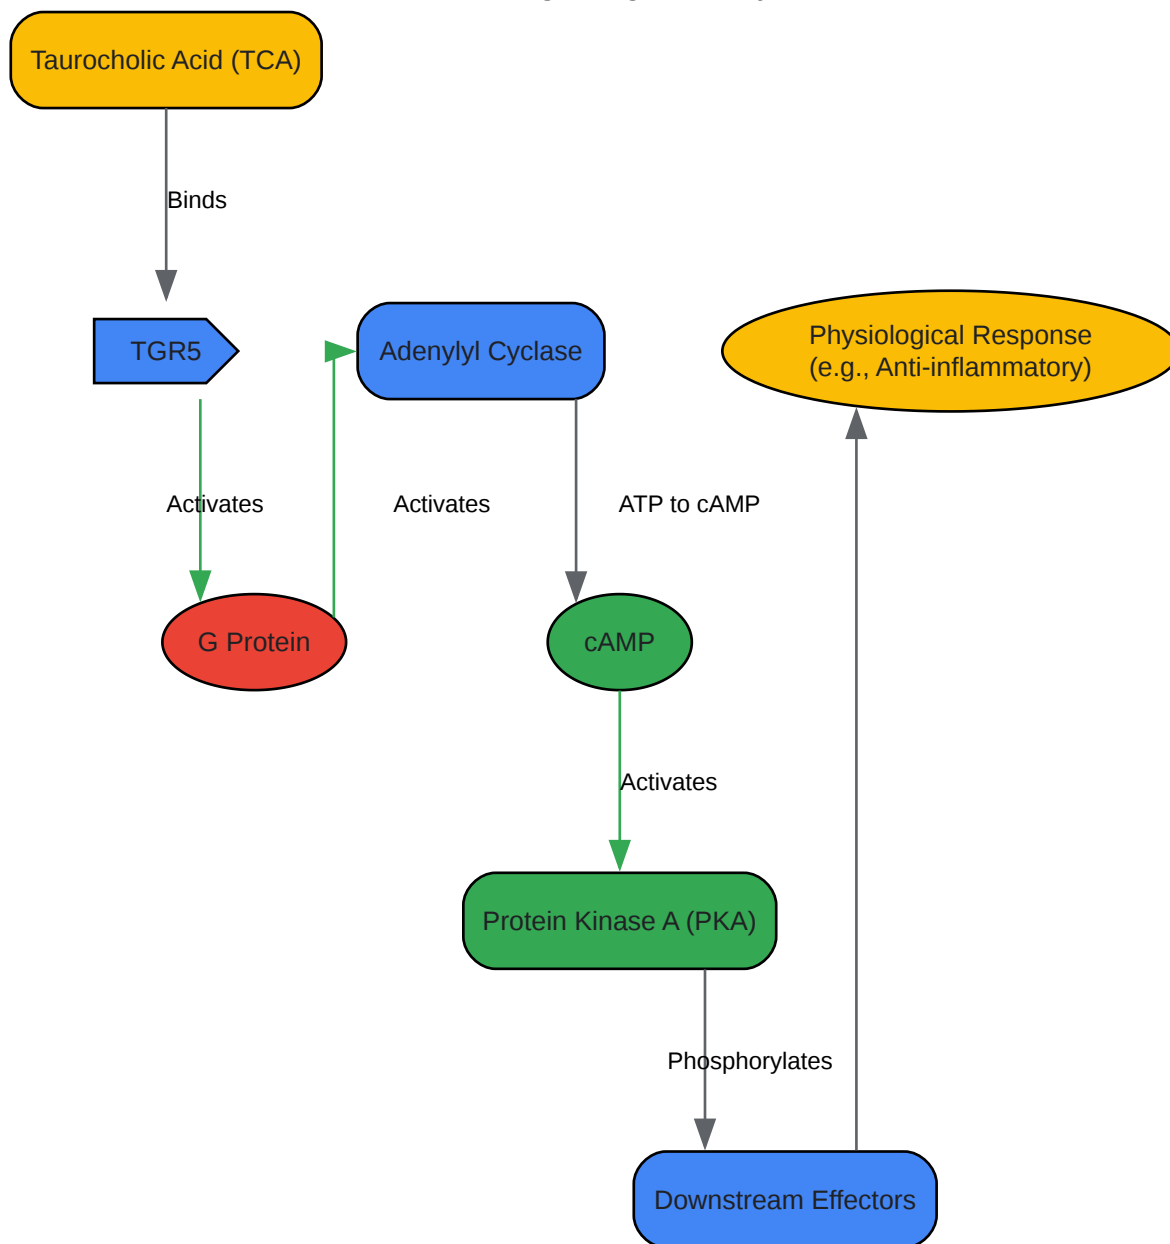 Taurocholic Acid (TCA)
Binds
TGR5
Adenylyl Cyclase
Physiological Response
(e.g., Anti-inflammatory)
Activates
Activates
ATP to cAMP
G Protein
cAMP
Activates
Protein Kinase A (PKA)
Phosphorylates
Downstream Effectors